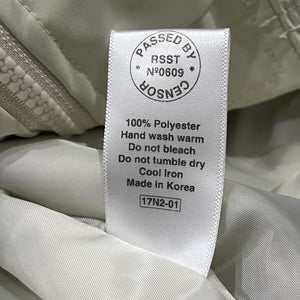 PASSED BY
RSST
Nº0609
CENSOR
100% Polyester
Hand wash warm
Do not bleach
Do not tumble dry
Cool Iron
Made in Korea
17N2-01